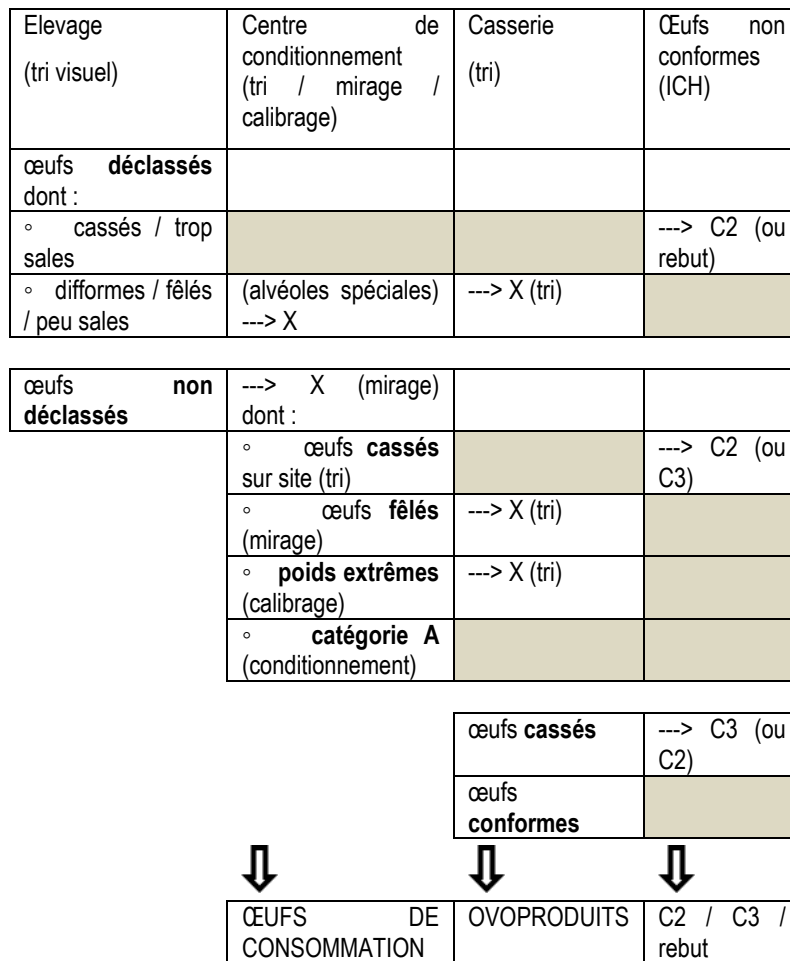 Elevage
(tri visuel)
Centre de
conditionnement
(tri / mirage /
calibrage)
Casserie
(tri)
Œufs non
conformes
(ICH)
œufs déclassés
dont :
◦ cassés / trop
sales
---> C2 (ou
rebut)
◦ difformes / fêlés
/ peu sales
(alvéoles spéciales)
---> X
---> X (tri)
œufs non
déclassés
---> X (mirage)
dont :
◦ œufs cassés
sur site (tri)
---> C2 (ou
C3)
◦ œufs fêlés
(mirage)
---> X (tri)
◦ poids extrêmes
(calibrage)
---> X (tri)
◦ catégorie A
(conditionnement)
œufs cassés
---> C3 (ou
C2)
œufs
conformes
ŒUFS DE
CONSOMMATION
OVOPRODUITS
C2 / C3 /
rebut